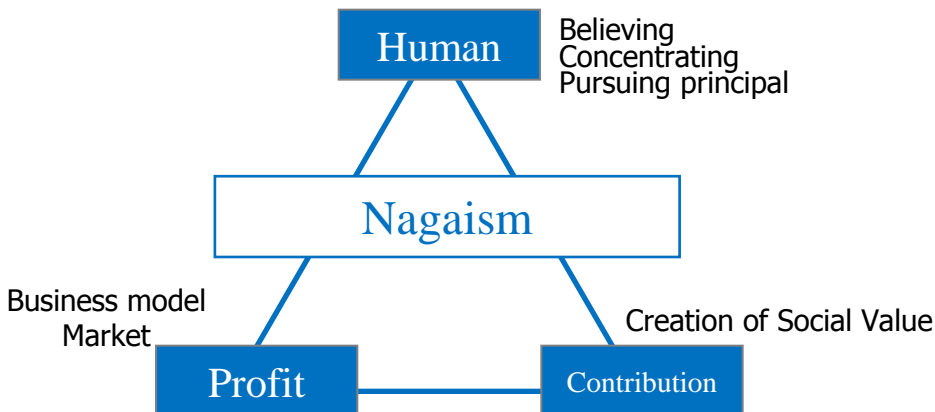 Human
Believing
Concentrating
Pursuing principal
Nagaism
Business model
Market
Creation of Social Value
Profit
Contribution